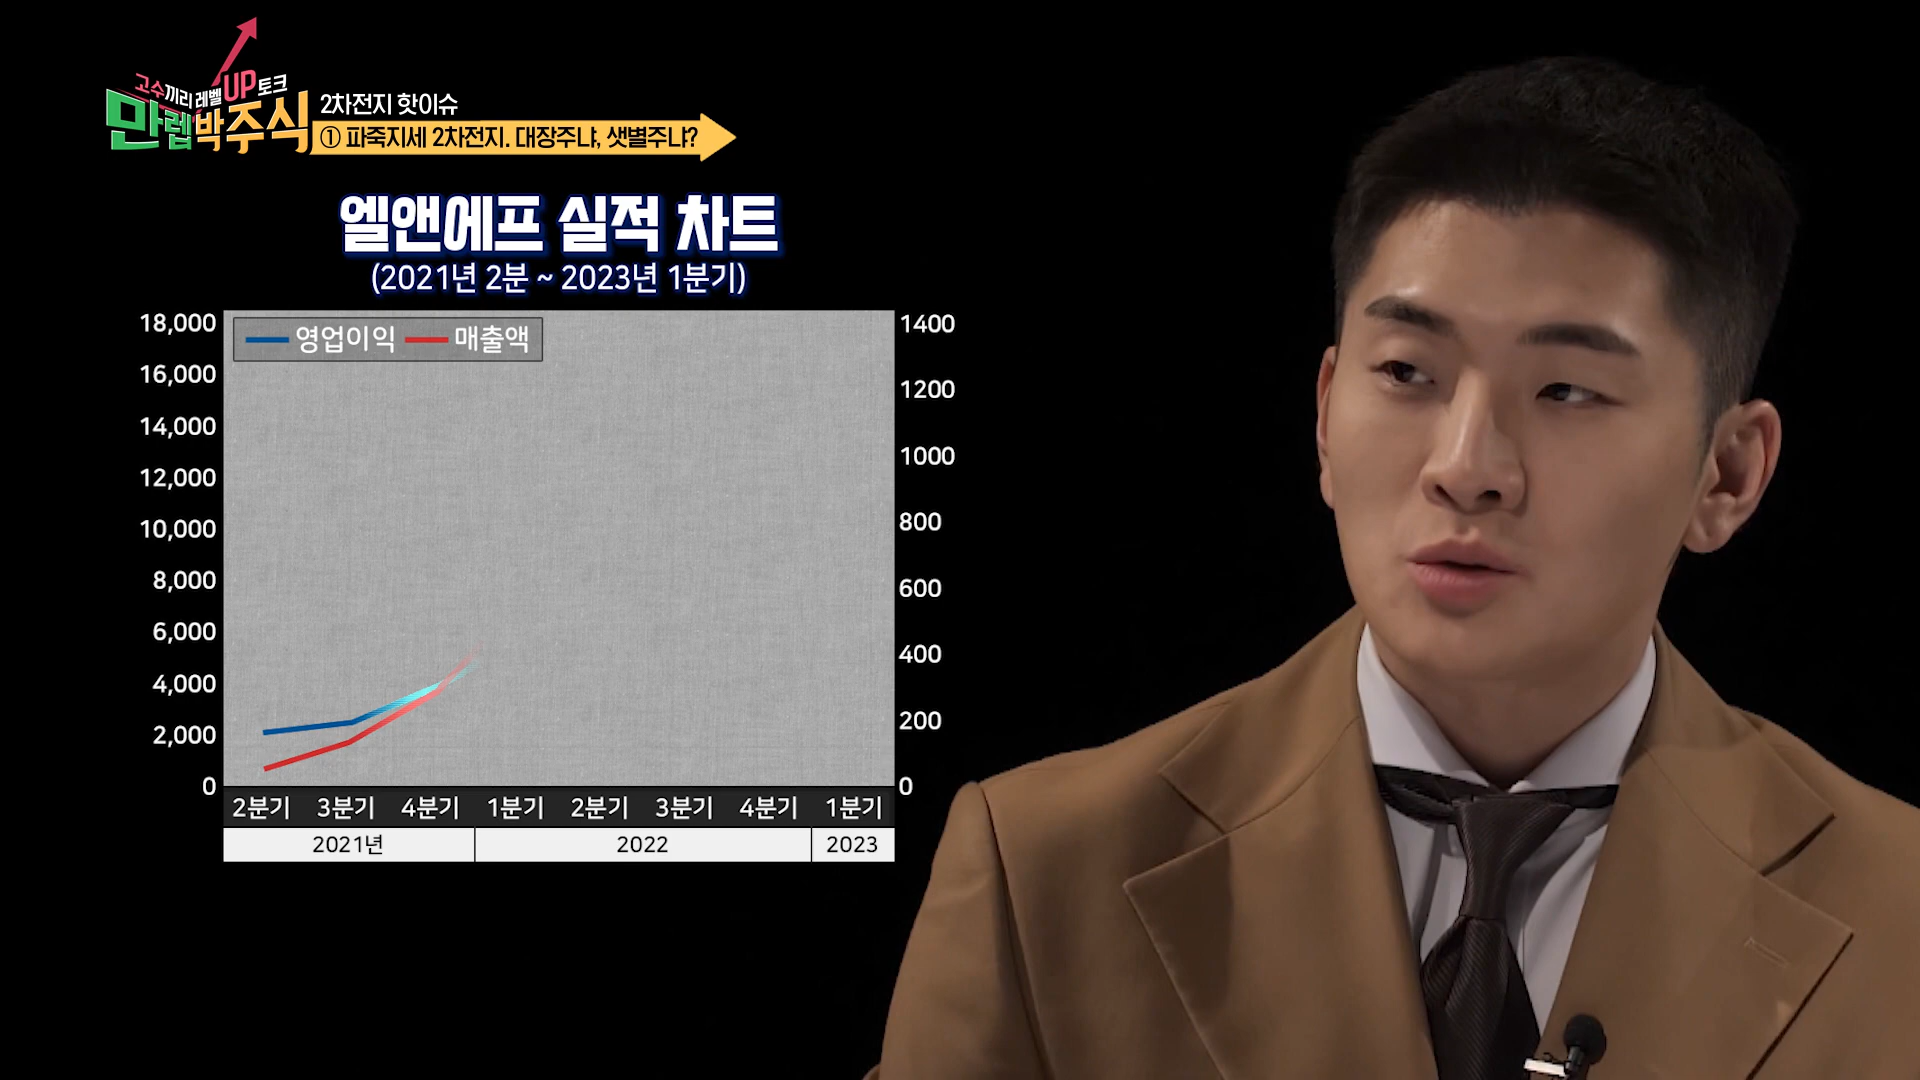 고수끼리 레벨UP토크
만렙박주식
2차전지 핫이슈
① 파죽지세 2차전지. 대장주냐, 샛별주냐?
엘앤에프 실적 차트
(2021년 2분 ~ 2023년 1분기)
영업이익 매출액
18,000 1400
16,000 1200
14,000 1000
12,000 800
10,000 600
8,000 400
6,000 200
4,000 0
2,000
0
2분기 3분기 4분기 1분기 2분기 3분기 4분기 1분기
2021년 2022 2023